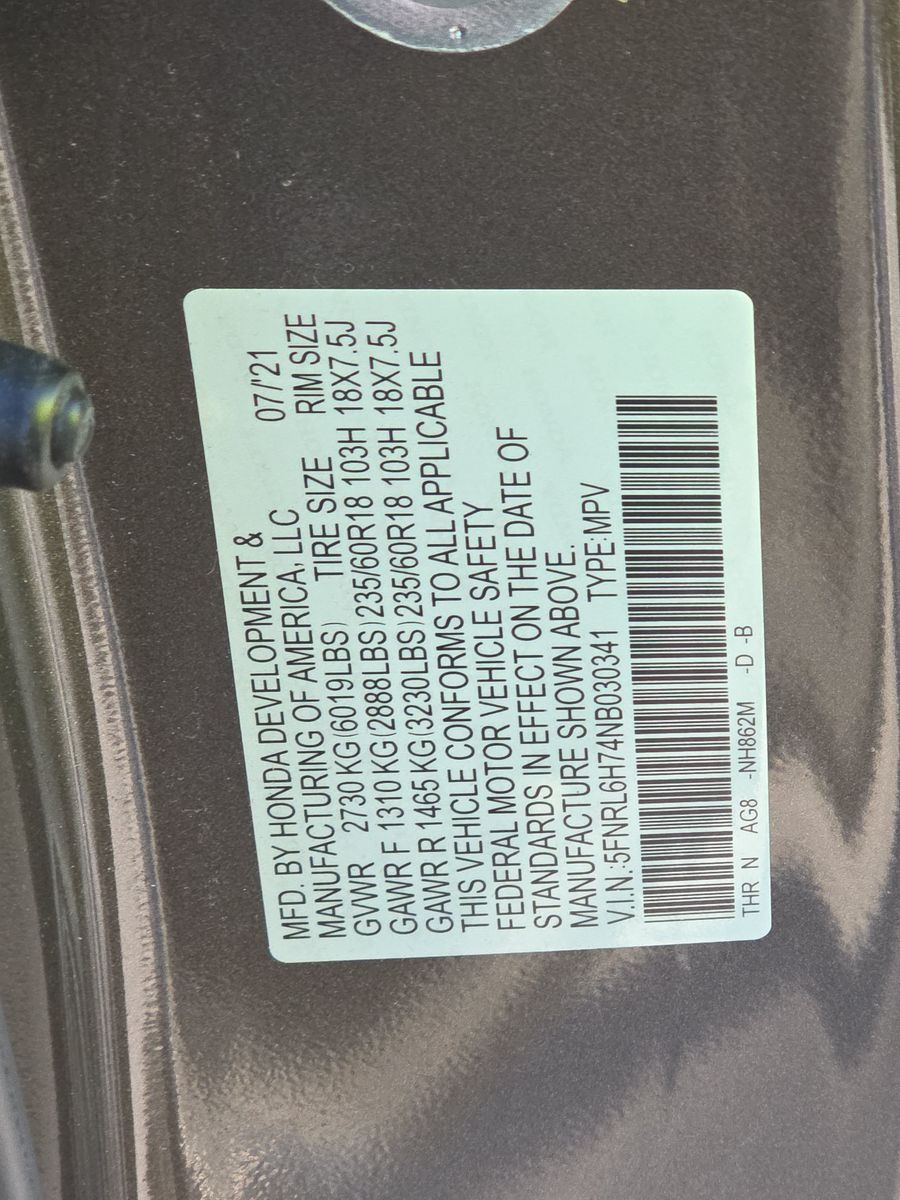 MFD. BY HONDA DEVELOPMENT & 07/'21
MANUFACTURING OF AMERICA, LLC
TIRE SIZE RIM SIZE
GVWR 2730 KG(6019LBS)
GAWR F 1310 KG(2888LBS)235/60R18 103H 18X7.5J
GAWR R 1465 KG(3230LBS)235/60R18 103H 18X7.5J
THIS VEHICLE CONFORMS TO ALL APPLICABLE
FEDERAL MOTOR VEHICLE SAFETY
STANDARDS IN EFFECT ON THE DATE OF
MANUFACTURE SHOWN ABOVE.
V.I.N.:5FNRL6H74NB030341 TYPE:MPV
THR N AG8 -NH862M -D -B